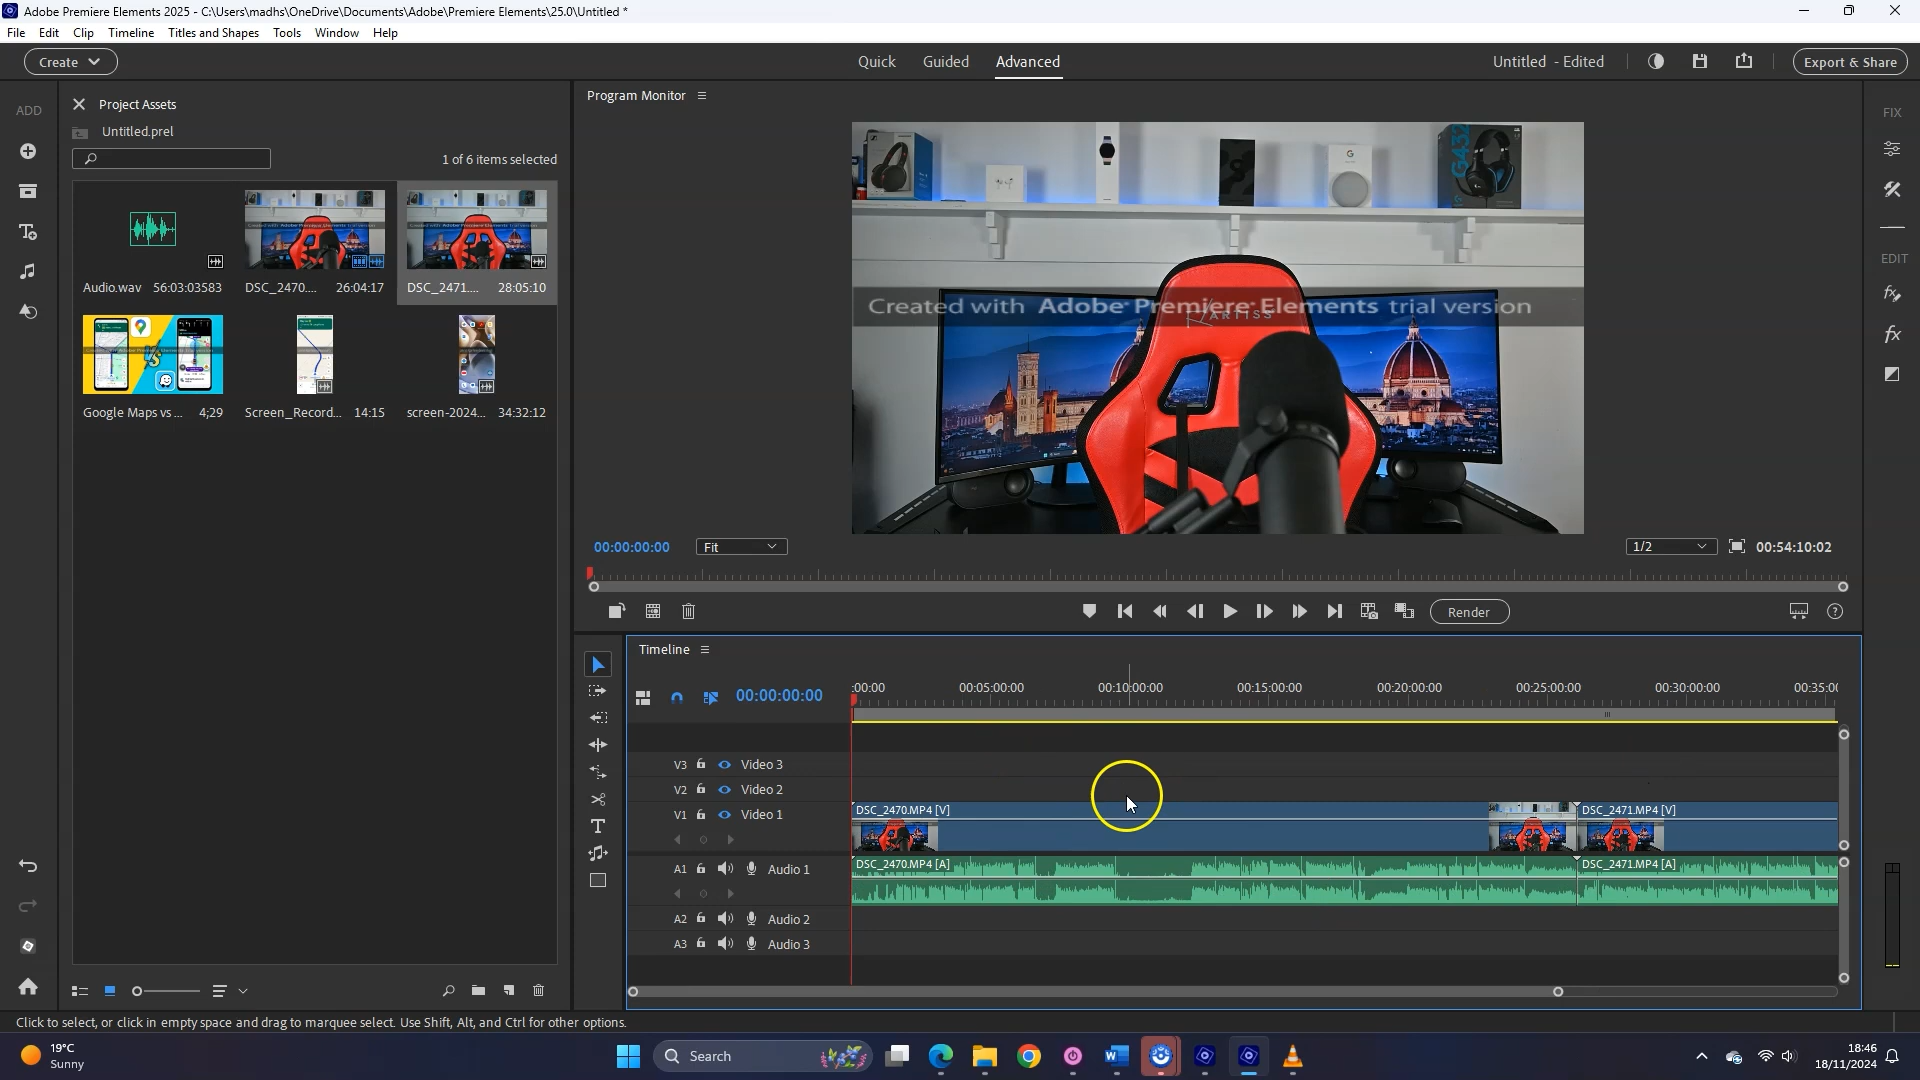 Adobe Premiere Elements 2025 - C:\Users\madhs\OneDrive\Documents\Adobe\Premiere Elements\25.0\Untitled *
File Edit Clip Timeline Titles and Shapes Tools Window Help
Create Quick Guided Advanced Untitled - Edited Export & Share
ADD Project Assets
Untitled.prel
1 of 6 items selected
Audio.wav 56:03:03583 DSC_2470.... 26:04:17 DSC_2471.... 28:05:10
Google Maps vs ... 4;29 Screen_Record... 14:15 screen-2024... 34:32:12
Program Monitor
FIX
G432
G
Created with Adobe Premiere Elements trial version
ARTISS
EDIT
00:00:00:00 Fit 1/2 00:54:10:02
Render
Timeline
00:00:00:00 :00:00 00:05:00:00 00:10:00:00 00:15:00:00 00:20:00:00 00:25:00:00 00:30:00:00 00:35:0
V3 Video 3
V2 Video 2
V1 Video 1 DSC_2470.MP4 [V] DSC_2471.MP4 [V]
A1 Audio 1 DSC_2470.MP4 [A] DSC_2471.MP4 [A]
A2 Audio 2
A3 Audio 3
Click to select, or click in empty space and drag to marquee select. Use Shift, Alt, and Ctrl for other options.
19°C
Sunny
Search
18:46
18/11/2024